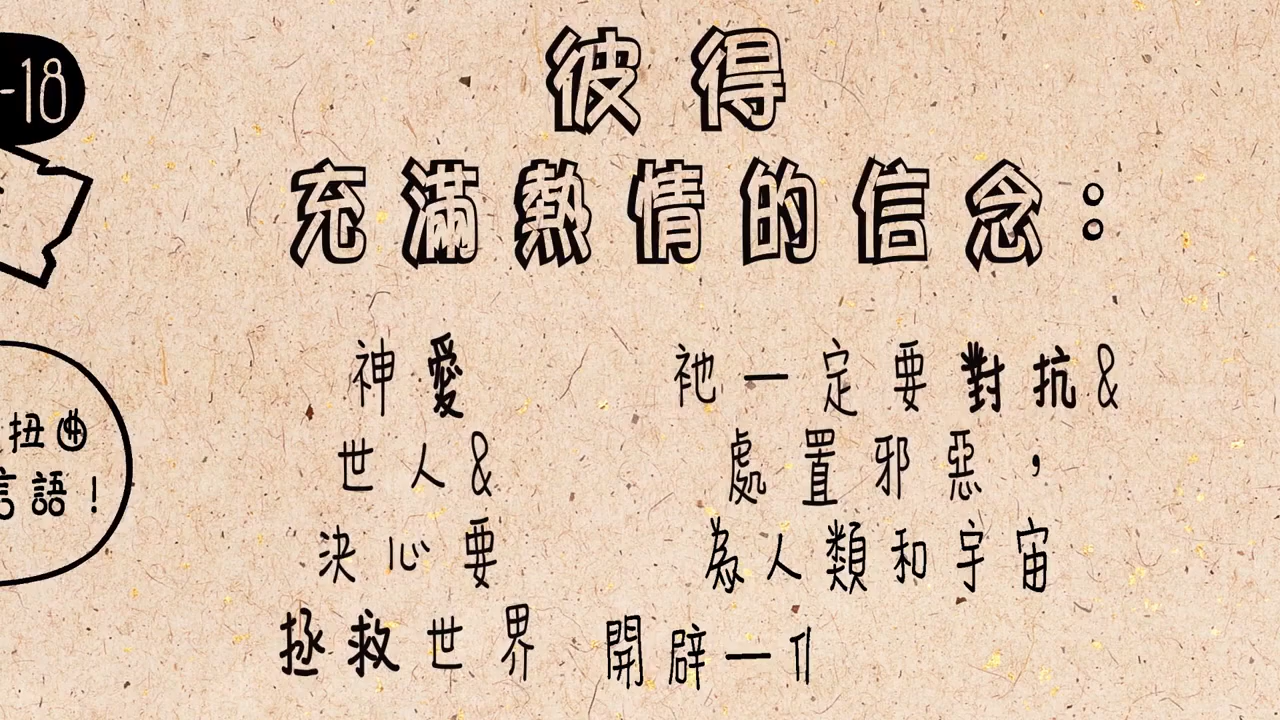 -18
扭曲
言語！
彼得
充滿熱情的信念：
神愛
世人&
決心要
拯救世界
祂一定要對抗&
處置邪惡，
為人類和宇宙
開辟一